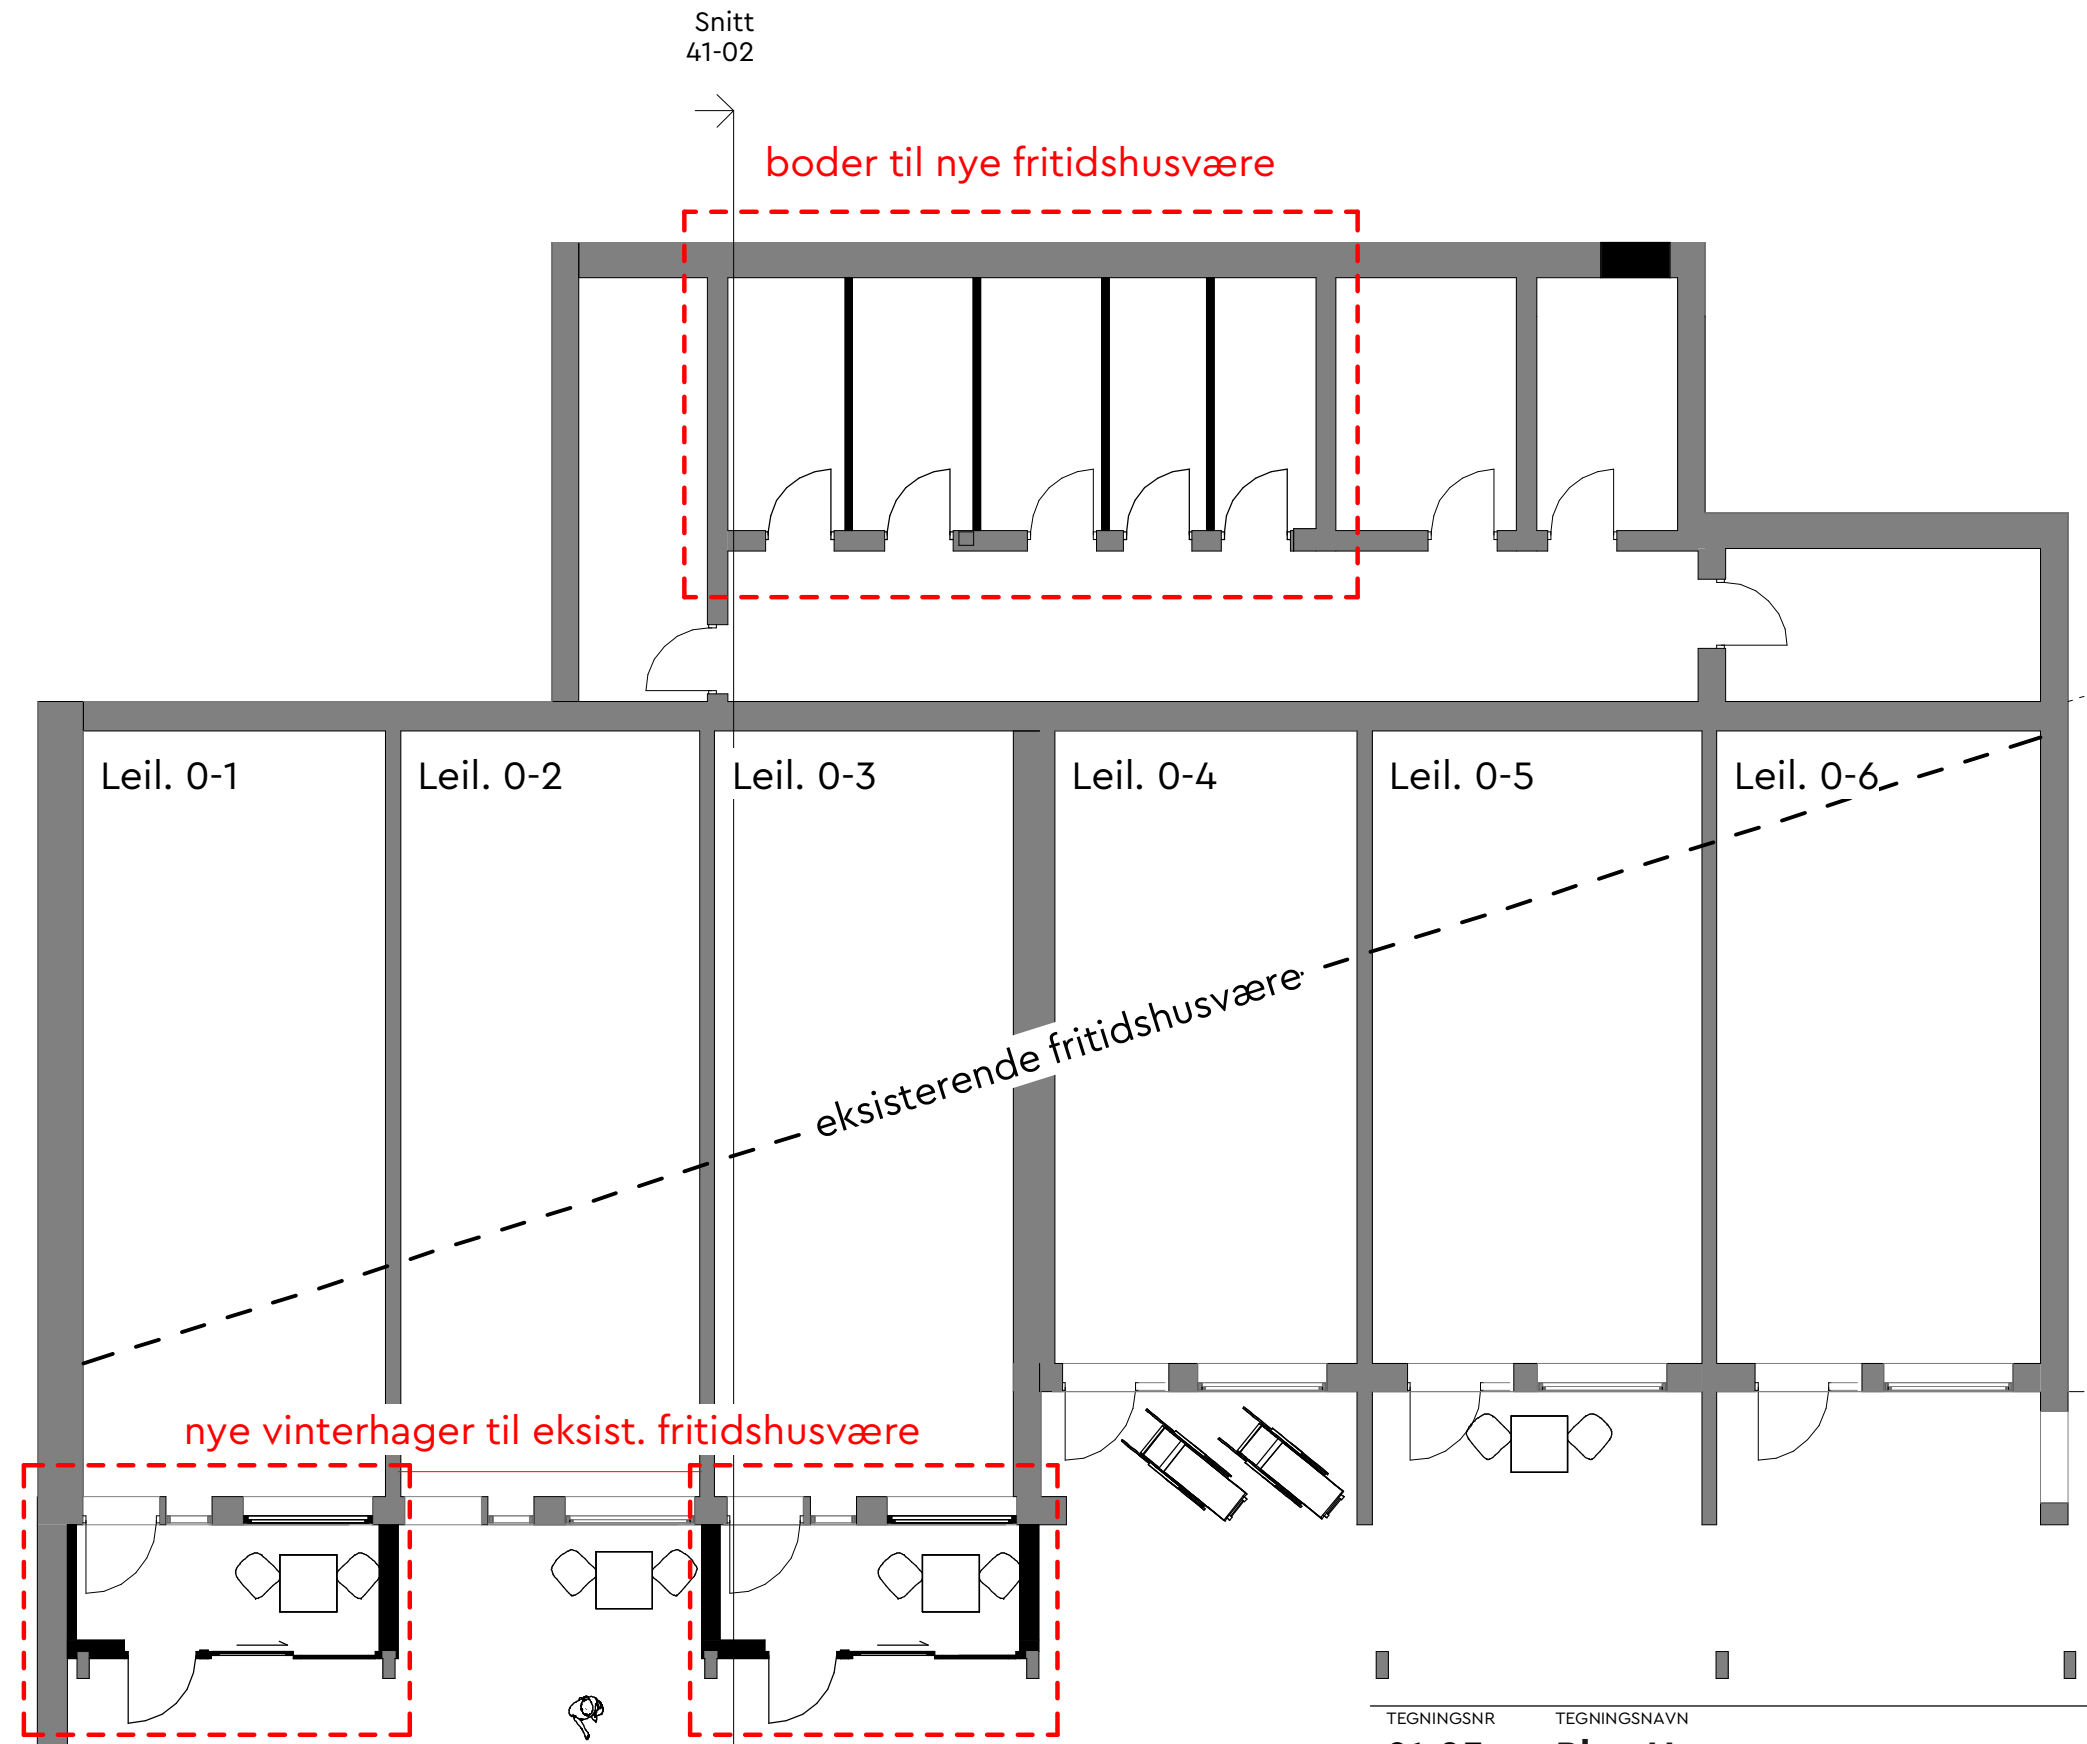 Snitt
41-02
boder til nye fritidshusvære
Leil. 0-1
Leil. 0-2
Leil. 0-3
Leil. 0-4
Leil. 0-5
Leil. 0-6
eksisterende fritidshusvære
nye vinterhager til eksist. fritidshusvære
TEGNINGSNR
TEGNINGSNAVN